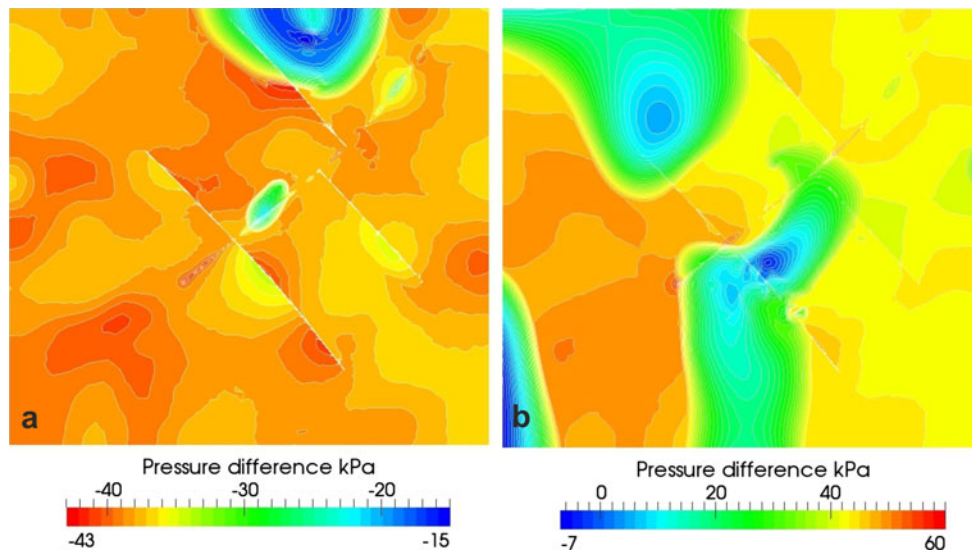 a
b
Pressure difference kPa
-40 -30 -20
-43 -15
Pressure difference kPa
0 20 40
-7 60